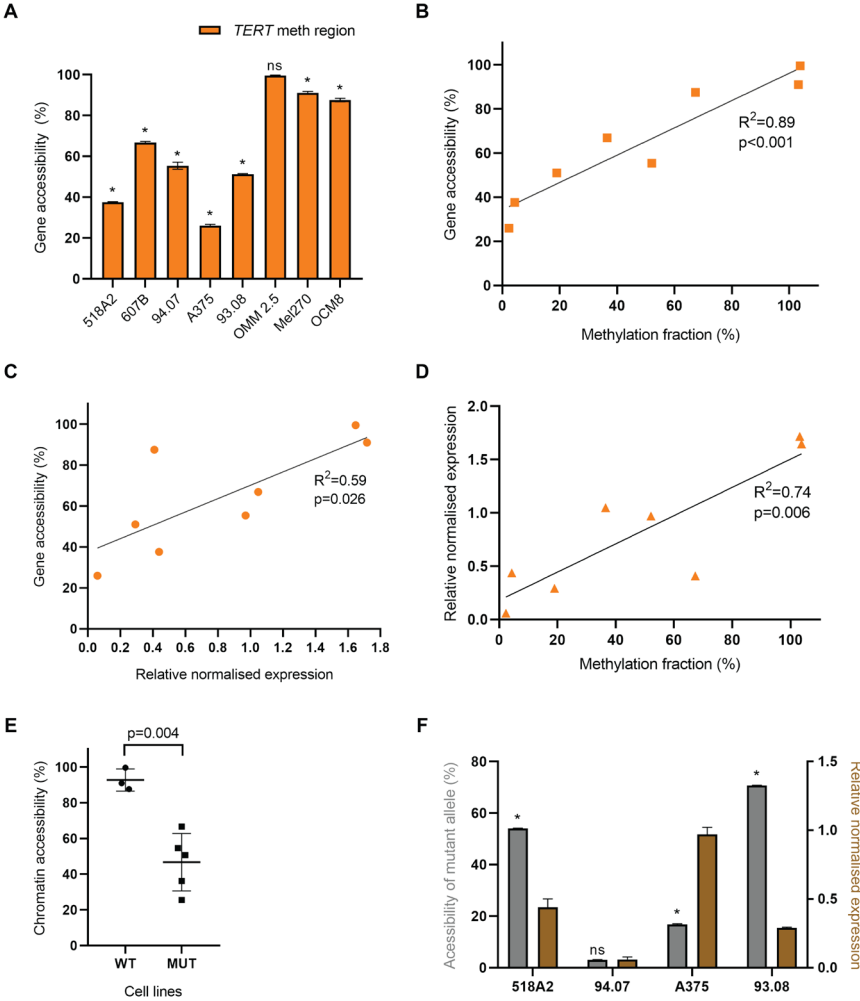 A
TERT meth region
Gene accessibility (%)
100
80
60
40
20
0
* * * * * ns * *
518A2 607B 94.07 A375 93.08 OMM 2.5 Mel270 OCM8
B
Gene accessibility (%)
100
80
60
40
20
0
R2=0.89
p<0.001
0 20 40 60 80 100
Methylation fraction (%)
C
Gene accessibility (%)
100
80
60
40
20
0
R2=0.59
p=0.026
0.0 0.2 0.4 0.6 0.8 1.0 1.2 1.4 1.6 1.8
Relative normalised expression
D
Relative normalised expression
2.0
1.5
1.0
0.5
0.0
R2=0.74
p=0.006
0 20 40 60 80 100
Methylation fraction (%)
E
p=0.004
Chromatin accessibility (%)
100
80
60
40
20
0
WT MUT
Cell lines
F
Acessibility of mutant allele (%)
80
60
40
20
0
* ns * *
1.5
1.0
0.5
0.0
Relative normalised expression
518A2 94.07 A375 93.08